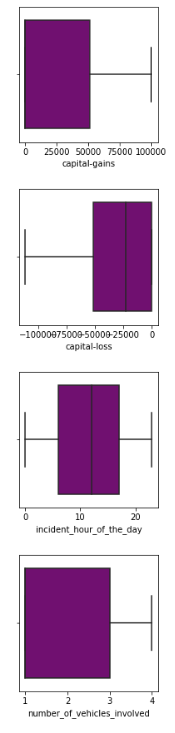 0 25000 50000 75000 100000
capital-gains
−100000 −75000 −50000 −25000 0
capital-loss
0 10 20
incident_hour_of_the_day
1 2 3 4
number_of_vehicles_involved